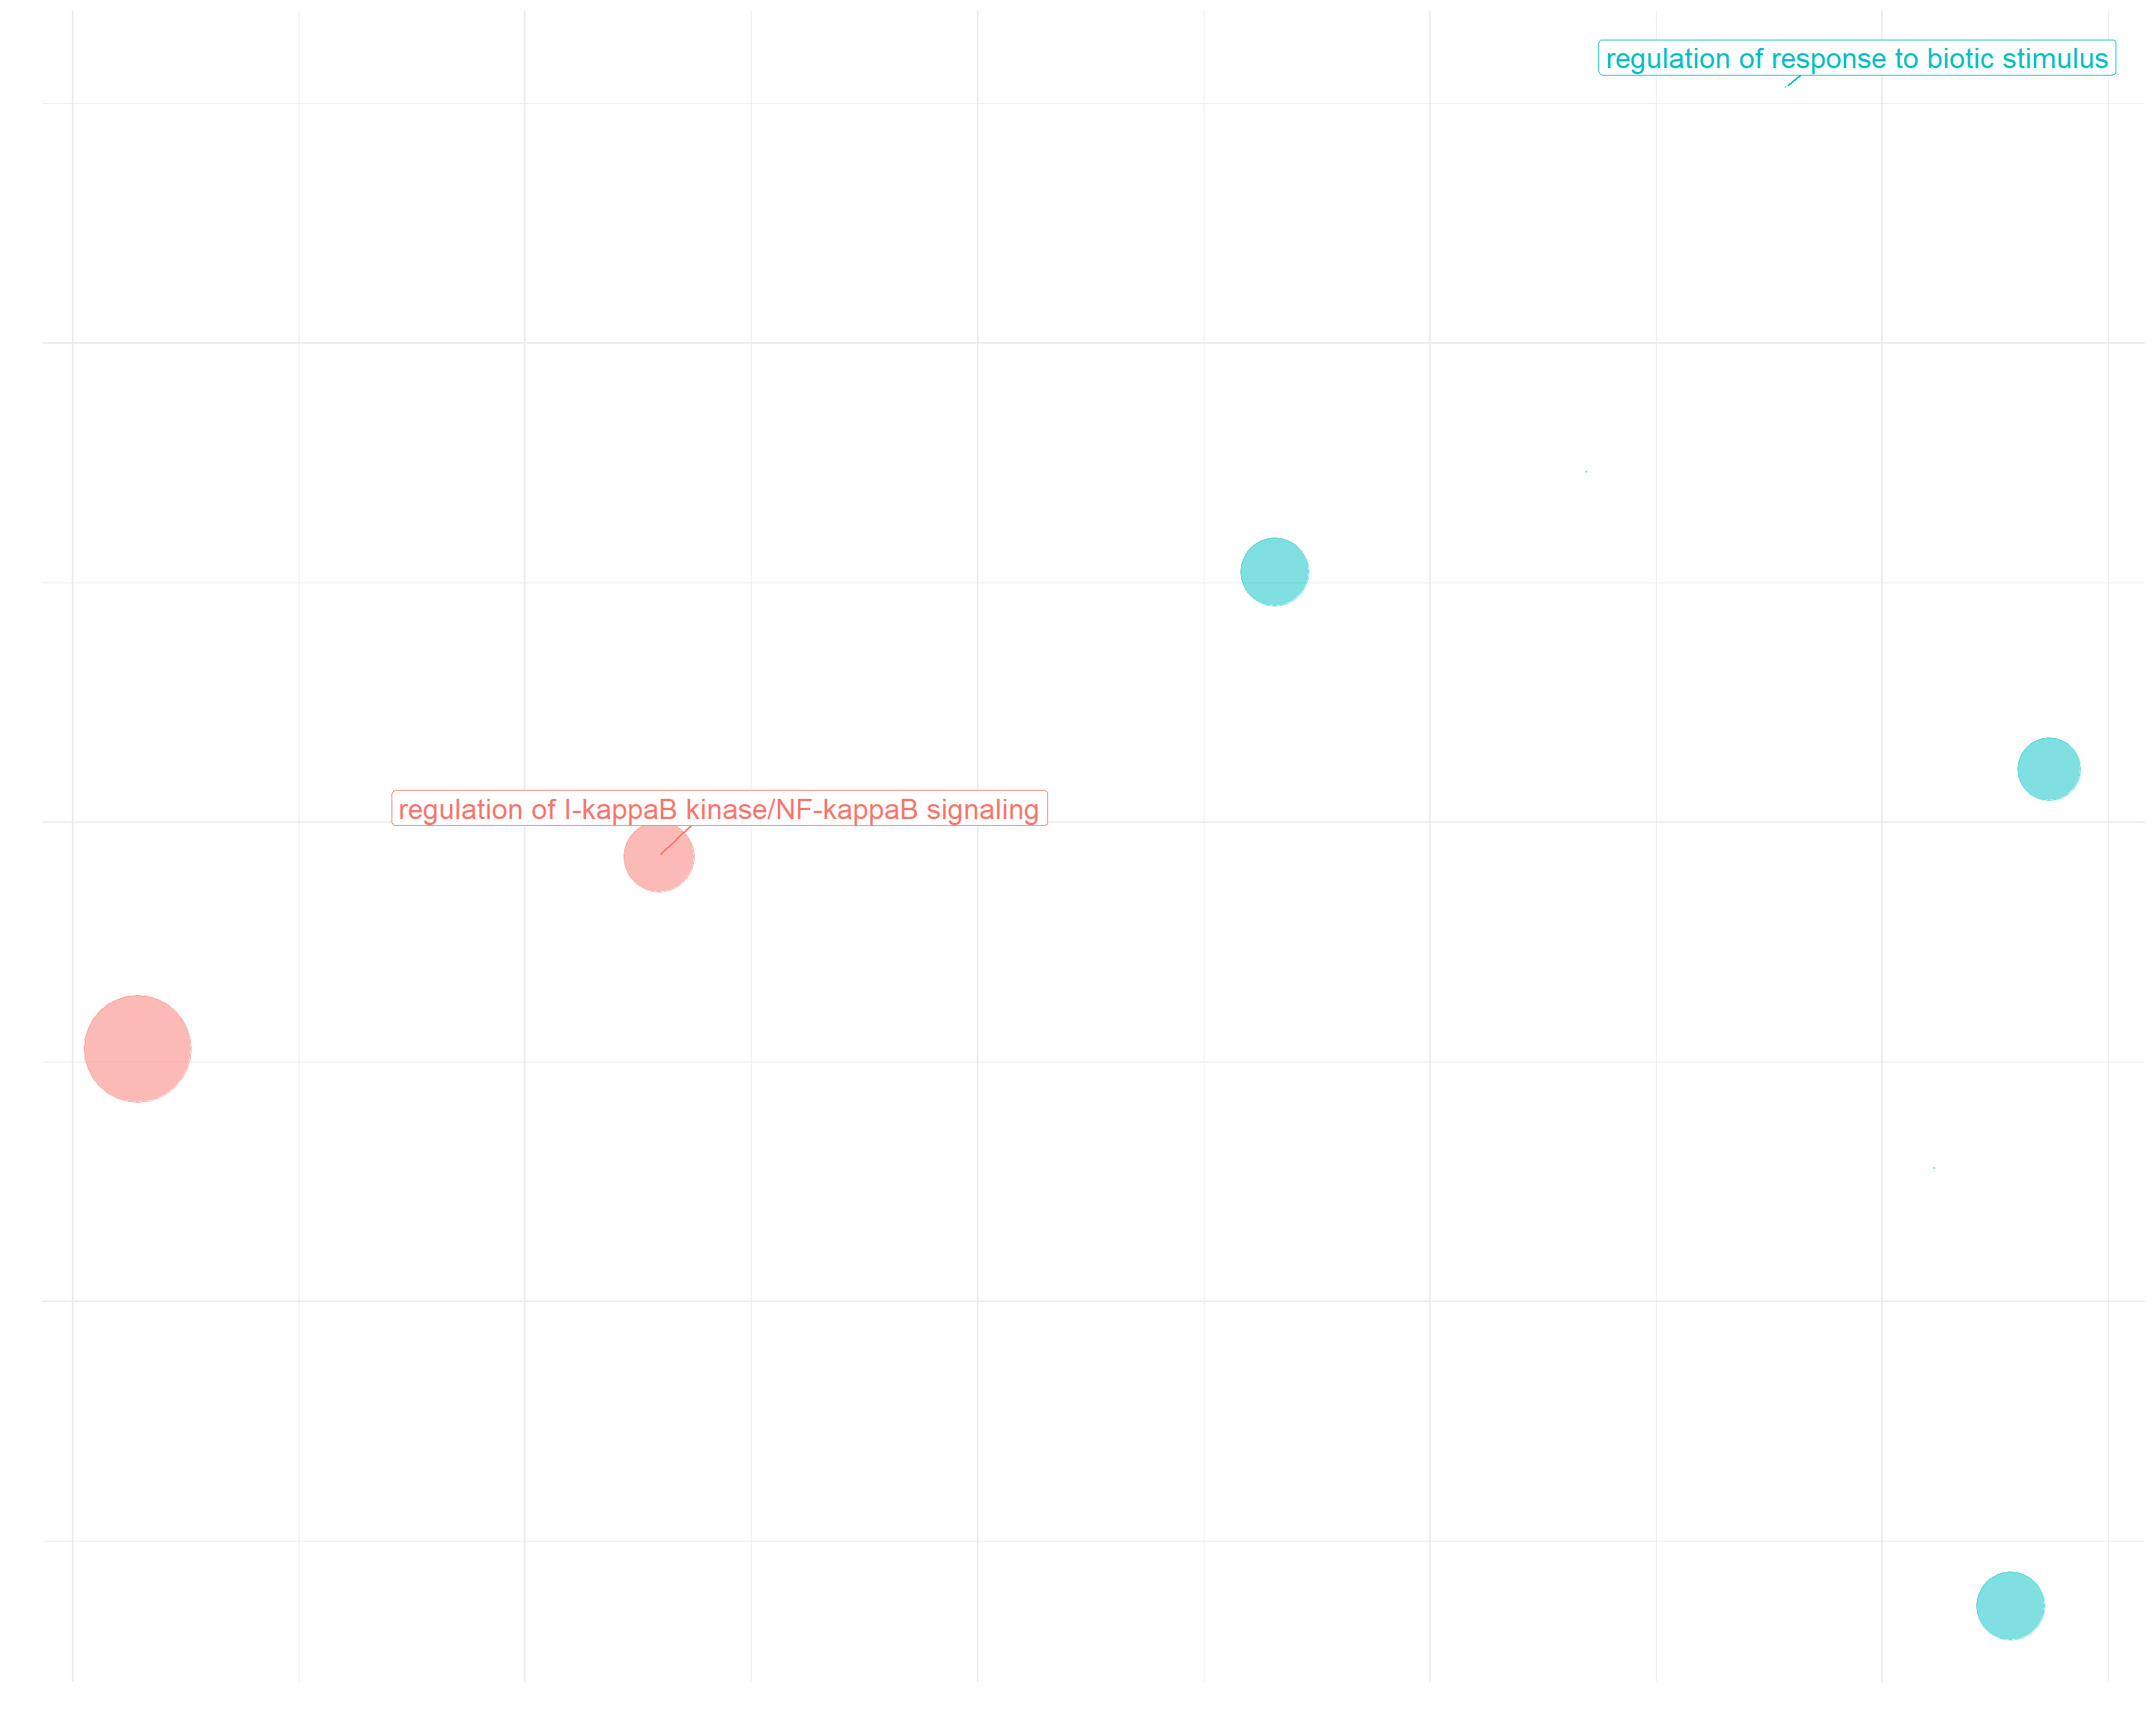 regulation of response to biotic stimulus
regulation of I-kappaB kinase/NF-kappaB signaling